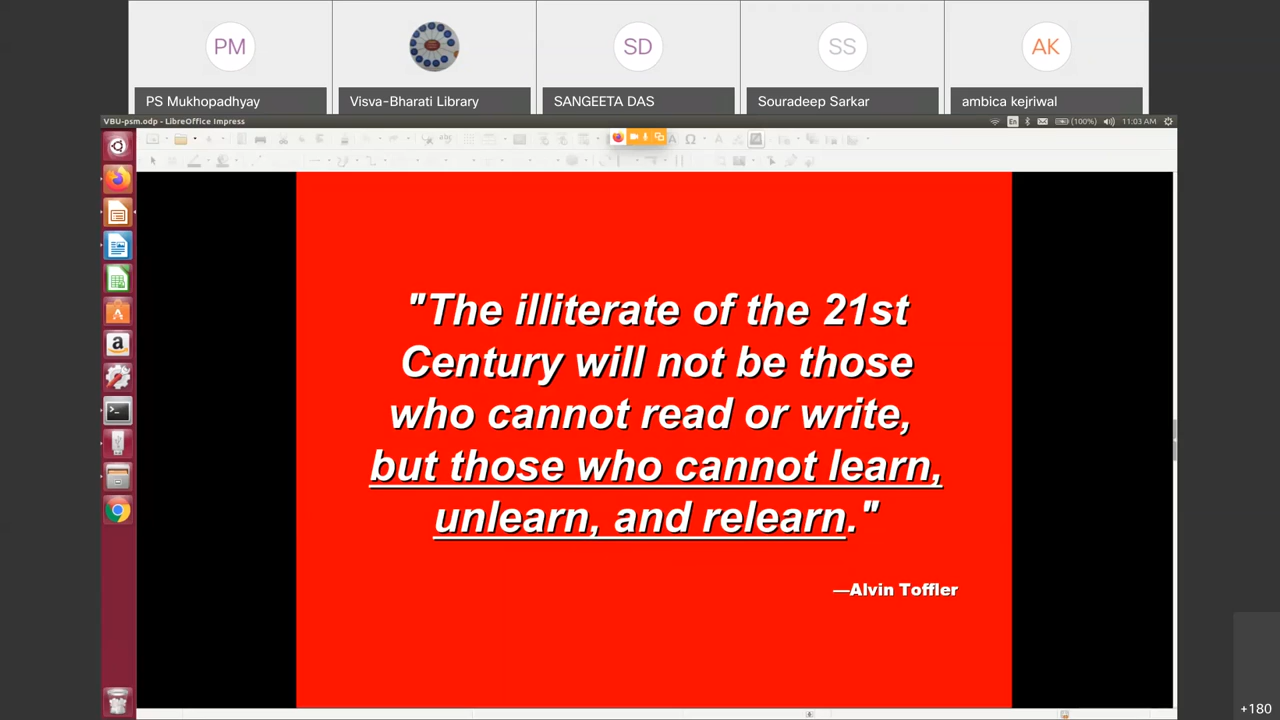 PM
SD
SS
AK
PS Mukhopadhyay
Visva-Bharati Library
SANGEETA DAS
Souradeep Sarkar
ambica kejriwal
VBU-psm.odp - LibreOffice Impress
En
(100%)
11:03 AM
"The illiterate of the 21st
Century will not be those
who cannot read or write,
but those who cannot learn,
unlearn, and relearn."
—Alvin Toffler
+180